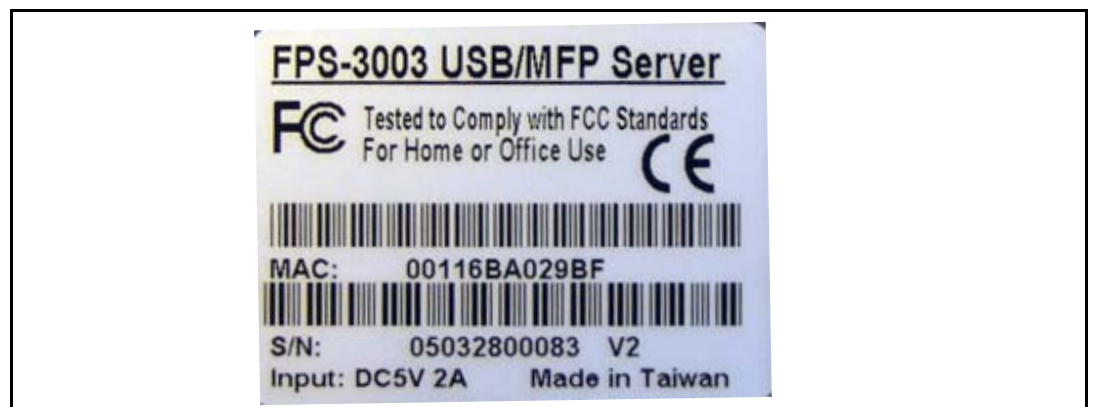 FPS-3003 USB/MFP Server
FC Tested to Comply with FCC Standards
For Home or Office Use CE
MAC: 00116BA029BF
S/N: 05032800083 V2
Input: DC5V 2A Made in Taiwan